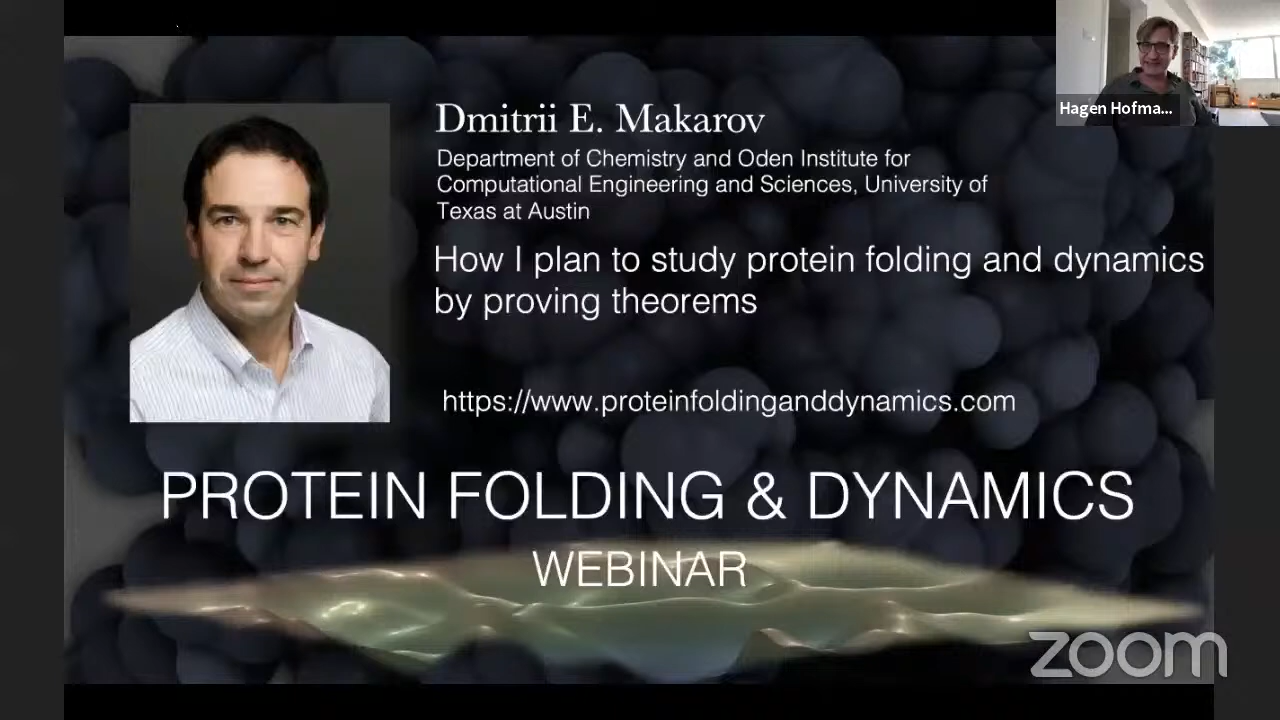 Dmitrii E. Makarov
Department of Chemistry and Oden Institute for
Computational Engineering and Sciences, University of
Texas at Austin
How I plan to study protein folding and dynamics
by proving theorems
https://www.proteinfoldinganddynamics.com
PROTEIN FOLDING & DYNAMICS
WEBINAR
Hagen Hofma...
zoom